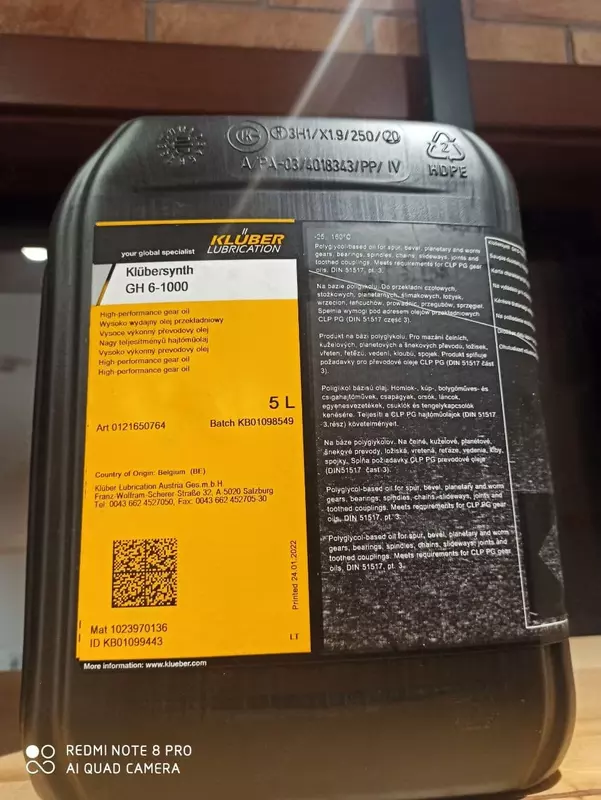 3H1/X1.9/250/20
A/PA-03/4018343/PP/ IV
2
HDPE
KLÜBER
LUBRICATION
your global specialist
Klübersynth
GH 6-1000
High-performance gear oil
Wysoko wydajny olej przekładniowy
Vysoce výkonný převodový olej
Nagy teljesítményű hajtóműolaj
Vysoko výkonný prevodový olej
High-performance gear oil
High-performance gear oil
5 L
Art 0121650764
Batch KB01098549
Country of Origin: Belgium (BE)
Klüber Lubrication Austria Ges.m.b.H.
Franz-Wolfram-Scherer-Straße 32, A 5020 Salzburg
Tel 0043 662 4527050, Fax: 0043 662 452705-30
Printed 24.01.2022
Mat 1023970136
ID KB01099443
LT
More information: www.klueber.com
160°C
Polyglycol-based oil for spur, bevel, planetary and worm
gears, bearings, spindles, chains, slideways, joints and
toothed couplings. Meets requirements for CLP PG gear
oils, DIN 51517, pt. 3.
Na bazie poliglikolu. Do przekładni czołowych,
stożkowych, planetarnych, ślimakowych, łożysk,
wrzecion, łańcuchów, prowadnic, przegubów, sprzęgieł.
Spełnia wymogi pod adresem olejów przekładniowych
CLP PG (DIN 51517 część 3).
Produkt na bázi polyglykolu. Pro mazání čelních,
kuželových, planetových a šnekových převodů, ložisek,
vřeten, řetězů, vedení, kloubů, spojek. Produkt splňuje
požadavky pro převodové oleje CLP PG (DIN 51517 část
3).
Poliglikol bázisú olaj. Homlok-, kúp-, bolygóműves- és
csigahajtóművek, csapágyak, orsók, láncok,
egyenesvezetékek, csuklók és tengelykapcsolók
kenésére. Teljesíti a CLP PG hajtóműolajok (DIN 51517
3.rész) követelményeit.
Na báze polyglykolov. Na čelné, kužeľové, planétové,
šnekové prevody, ložiská, vretená, reťaze, vedenia, kĺby,
spojky. Spĺňa požiadavky CLP PG prevodové oleje
(DIN51517 časť 3).
Polyglycol-based oil for spur, bevel, planetary and worm
gears, bearings, spindles, chains, slideways, joints and
toothed couplings. Meets requirements for CLP PG gear
oils, DIN 51517, pt. 3.
Polyglycol-based oil for spur, bevel, planetary and worm
gears, bearings, spindles, chains, slideways, joints and
toothed couplings. Meets requirements for CLP PG gear
oils, DIN 51517, pt. 3.
REDMI NOTE 8 PRO
AI QUAD CAMERA